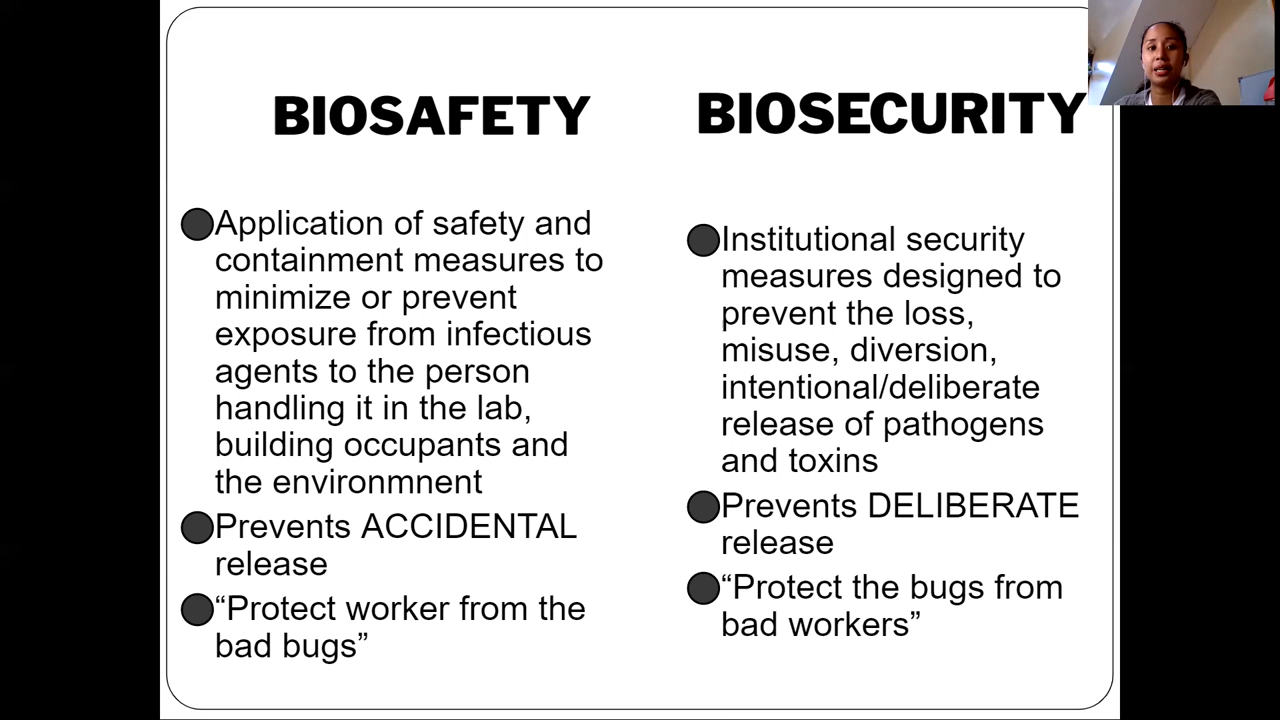 BIOSAFETY
Application of safety and
containment measures to
minimize or prevent
exposure from infectious
agents to the person
handling it in the lab,
building occupants and
the environmnent
Prevents ACCIDENTAL
release
“Protect worker from the
bad bugs”
BIOSECURITY
Institutional security
measures designed to
prevent the loss,
misuse, diversion,
intentional/deliberate
release of pathogens
and toxins
Prevents DELIBERATE
release
“Protect the bugs from
bad workers”